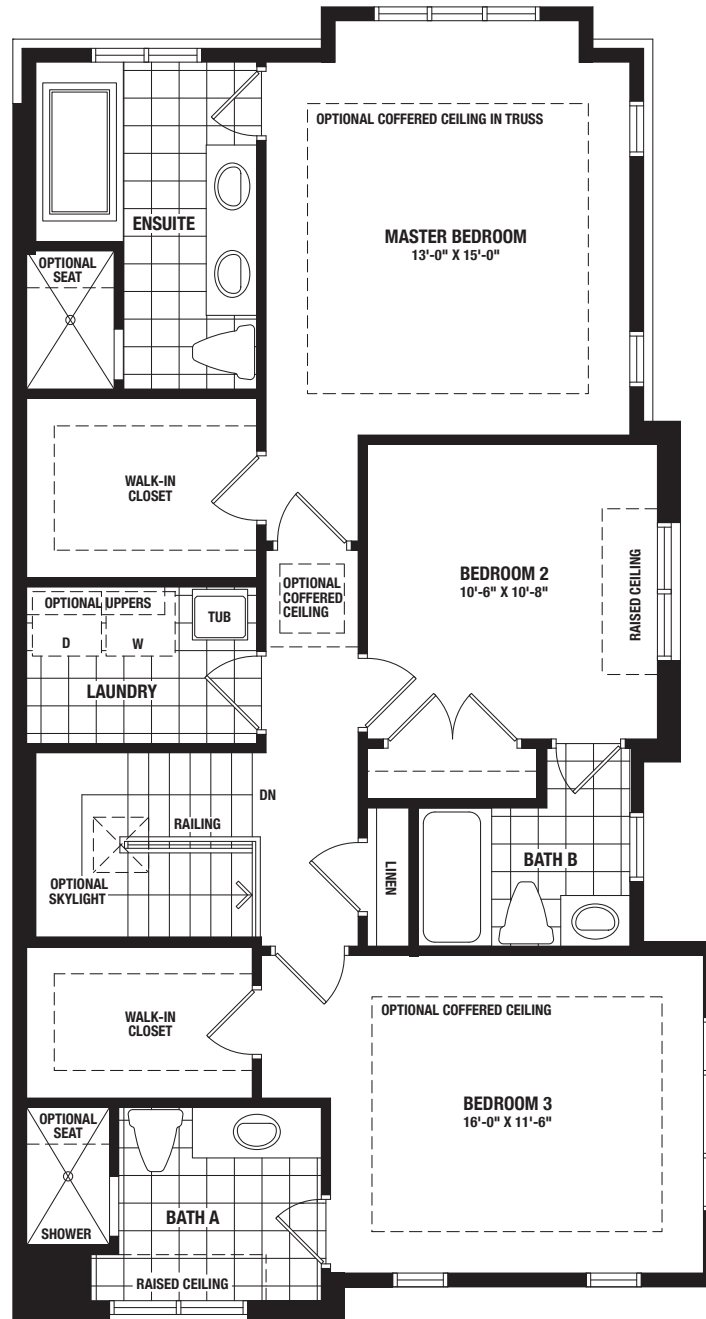 OPTIONAL COFFERED CEILING IN TRUSS
ENSUITE
MASTER BEDROOM
13'-0" X 15'-0"
OPTIONAL
SEAT
WALK-IN
CLOSET
OPTIONAL
COFFERED
CEILING
BEDROOM 2
10'-6" X 10'-8"
RAISED CEILING
OPTIONAL UPPERS
TUB
D
W
LAUNDRY
DN
RAILING
OPTIONAL
SKYLIGHT
LINEN
BATH B
WALK-IN
CLOSET
OPTIONAL COFFERED CEILING
BEDROOM 3
16'-0" X 11'-6"
OPTIONAL
SEAT
SHOWER
BATH A
RAISED CEILING